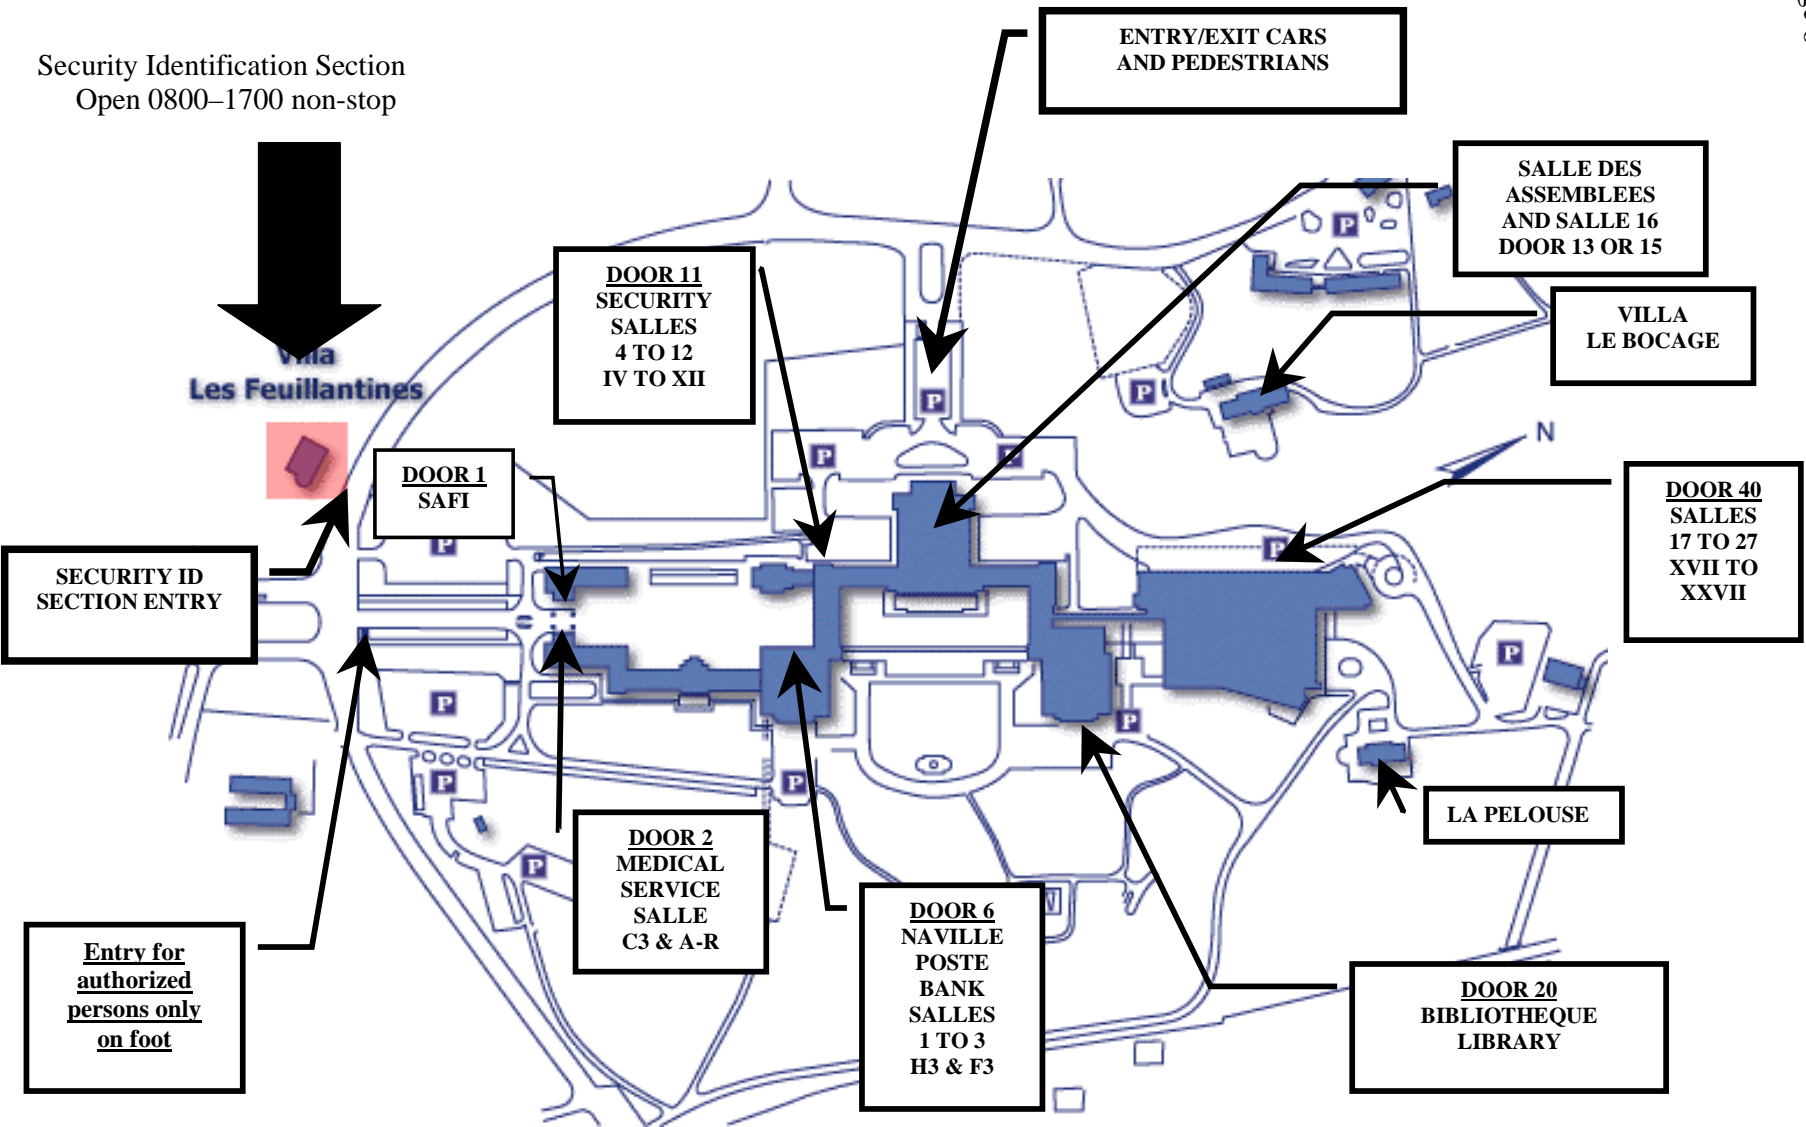 Security Identification Section
Open 0800–1700 non-stop
ENTRY/EXIT CARS
AND PEDESTRIANS
SALLE DES
ASSEMBLEES
AND SALLE 16
DOOR 13 OR 15
DOOR 11
SECURITY
SALLES
4 TO 12
IV TO XII
VILLA
LE BOCAGE
Villa
Les Feuillantines
P
P
P
P
P
P
N
DOOR 1
SAFI
DOOR 40
SALLES
17 TO 27
XVII TO
XXVII
P
P
SECURITY ID
SECTION ENTRY
P
P
P
P
P
P
LA PELOUSE
DOOR 2
MEDICAL
SERVICE
SALLE
C3 & A-R
DOOR 6
NAVILLE
POSTE
BANK
SALLES
1 TO 3
H3 & F3
Entry for
authorized
persons only
on foot
DOOR 20
BIBLIOTHEQUE
LIBRARY